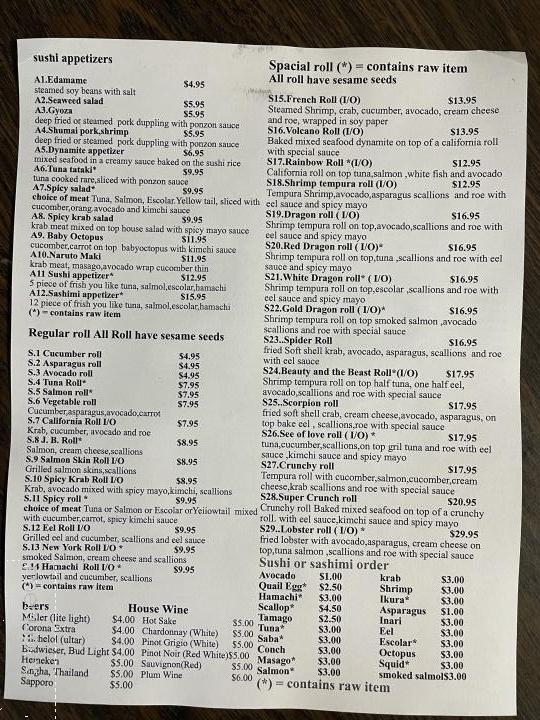 sushi appetizers
A1.Edamame $4.95
steamed soy beans with salt
A2.Seaweed salad $5.95
A3.Gyoza $5.95
deep fried or steamed pork duppling with ponzon sauce
A4.Shumai pork,shrimp $5.95
deep fried or steamed pork duppling with ponzon sauce
A5.Dynamite appetizer $6.95
mixed seafood in a creamy sauce baked on the sushi rice
A6.Tuna tataki* $9.95
tuna cooked rare,sliced with ponzon sauce
A7.Spicy salad* $9.95
choice of meat Tuna, Salmon, Escolar.Yellow tail, sliced with
cucumber,orang,avocado and kimchi sauce
A8. Spicy krab salad $9.95
krab meat mixed on top house salad with spicy mayo sauce
A9. Baby Octopus $11.95
cucumber,carrot on top babyoctopus with kimchi sauce
A10.Naruto Maki $11.95
krab meat, masago,avocado wrap cucumber thin
A11 Sushi appetizer* $12.95
5 piece of frish you like tuna, salmol,escolar,hamachi
A12.Sashimi appetizer* $15.95
12 piece of frish you like tuna, salmol,escolar,hamachi
(*) = contains raw item
Regular roll All Roll have sesame seeds
S.1 Cucumber roll $4.95
S.2 Asparagus roll $4.95
S.3 Avocado roll $4.95
S.4 Tuna Roll* $7.95
S.5 Salmon roll* $7.95
S.6 Vegetable roll $7.95
Cucumber,asparagus,avocado,carrot
S.7 California Roll I/O $7.95
Krab, cucumber, avocado and roe
S.8 J. B. Roll* $8.95
Salmon, cream cheese,scallions
S.9 Salmon Skin Roll I/O $8.95
Grilled salmon skins,scallions
S.10 Spicy Krab Roll I/O $8.95
Krab, avocado mixed with spicy mayo,kimchi, scallions
S.11 Spicy roll * $9.95
choice of meat Tuna or Salmon or Escolar orYellowtail mixed
with cucumber,carrot, spicy kimchi sauce
S.12 Eel Roll I/O $9.95
Grilled eel and cucumber, scallions and eel sauce
S.13 New York Roll I/O * $9.95
smoked Salmon, cream cheese and scallions
S.14 Hamachi Roll I/O * $9.95
yerlowtail and cucumber, scallions
(*) = contains raw item
beers
Miller (lite light) $4.00
Corona Extra $4.00
Michelol (ultar) $4.00
Budwieser, Bud Light $4.00
Heineken $5.00
Singha, Thailand $5.00
Sapporo $5.00
House Wine
Hot Sake $5.00
Chardonnay (White) $5.00
Pinot Grigio (White) $5.00
Pinot Noir (Red White)$5.00
Sauvignon(Red) $5.00
Plum Wine $6.00
Spacial roll (*) = contains raw item
All roll have sesame seeds
S15.French Roll (I/O) $13.95
Steamed Shrimp, crab, cucumber, avocado, cream cheese
and roe, wrapped in soy paper
S16.Volcano Roll (I/O) $13.95
Baked mixed seafood dynamite on top of a california roll
with special sauce
S17.Rainbow Roll *(I/O) $12.95
California roll on top tuna,salmon ,white fish and avocado
S18.Shrimp tempura roll (I/O) $12.95
Tempura Shrimp,avocado,asparagus scallions and roe with
eel sauce and spicy mayo
S19.Dragon roll ( I/O) $16.95
Shrimp tempura roll on top,avocado,scallions and roe with
eel sauce and spicy mayo
S20.Red Dragon roll ( I/O)* $16.95
Shrimp tempura roll on top,tuna ,scallions and roe with eel
sauce and spicy mayo
S21.White Dragon roll* ( I/O) $16.95
Shrimp tempura roll on top,escolar ,scallions and roe with
eel sauce and spicy mayo
S22.Gold Dragon roll ( I/O)* $16.95
Shrimp tempura roll on top smoked salmon ,avocado
scallions and roe with special sauce
S23..Spider Roll $16.95
fried Soft shell krab, avocado, asparagus, scallions and roe
with eel sauce
S24.Beauty and the Beast Roll*(I/O) $17.95
Shrimp tempura roll on top half tuna, one half eel,
avocado,scallions and roe with special sauce
S25..Scorpion roll $17.95
fried soft shell crab, cream cheese,avocado, asparagus, on
top bake eel , scallions,roe with special sauce
S26.See of love roll ( I/O) * $17.95
tuna,cucumber,scallions,on top gril tuna and roe with eel
sauce ,kimchi sauce and spicy mayo
S27.Crunchy roll $17.95
Tempura roll with cucumber,salmon,cucomber,cream
cheese,krab scallions and roe with special sauce
S28.Super Crunch roll $20.95
Crunchy roll Baked mixed seafood on top of a crunchy
roll. with eel sauce,kimchi sauce and spicy mayo
S29..Lobster roll ( I/O) * $29.95
fried lobster with avocado,asparagus, cream cheese on
top,tuna salmon ,scallions and roe with special sauce
Sushi or sashimi order
Avocado $1.00
Quail Egg* $2.50
Hamachi* $3.00
Scallop* $4.50
Tamago $2.50
Tuna* $3.00
Saba* $3.00
Conch $3.00
Masago* $3.00
Salmon* $3.00
krab $3.00
Shrimp $3.00
Ikura* $3.00
Asparagus $1.00
Inari $3.00
Eel $3.00
Escolar* $3.00
Octopus $3.00
Squid* $3.00
smoked salmol$3.00
(*) = contains raw item